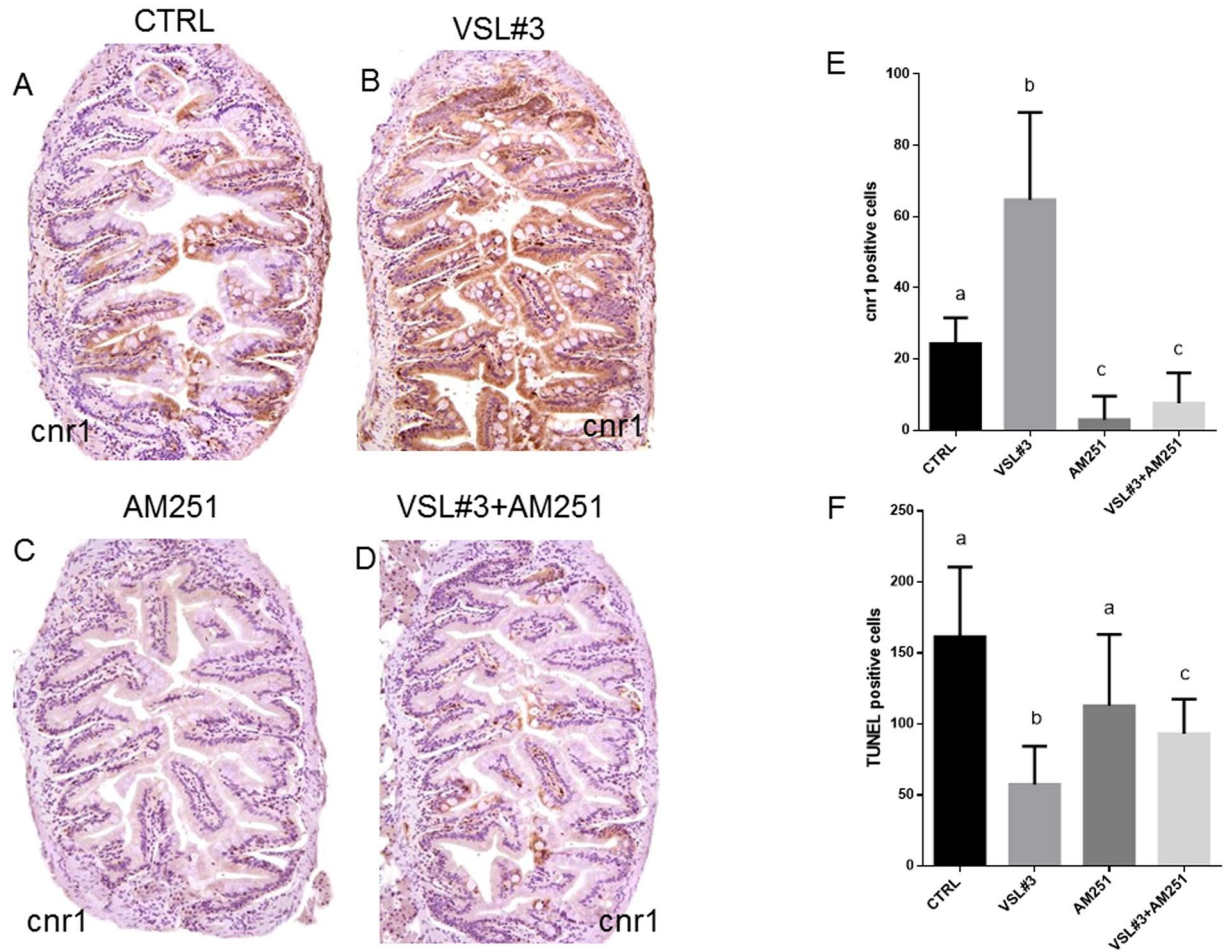 CTRL
VSL#3
A
B
cnr1
cnr1
AM251
VSL#3+AM251
C
D
cnr1
cnr1
E
100
80
60
40
20
0
cnr1 positive cells
a
b
c
c
CTRL
VSL#3
AM251
VSL#3+AM251
F
250
200
150
100
50
0
TUNEL positive cells
a
b
a
c
CTRL
VSL#3
AM251
VSL#3+AM251